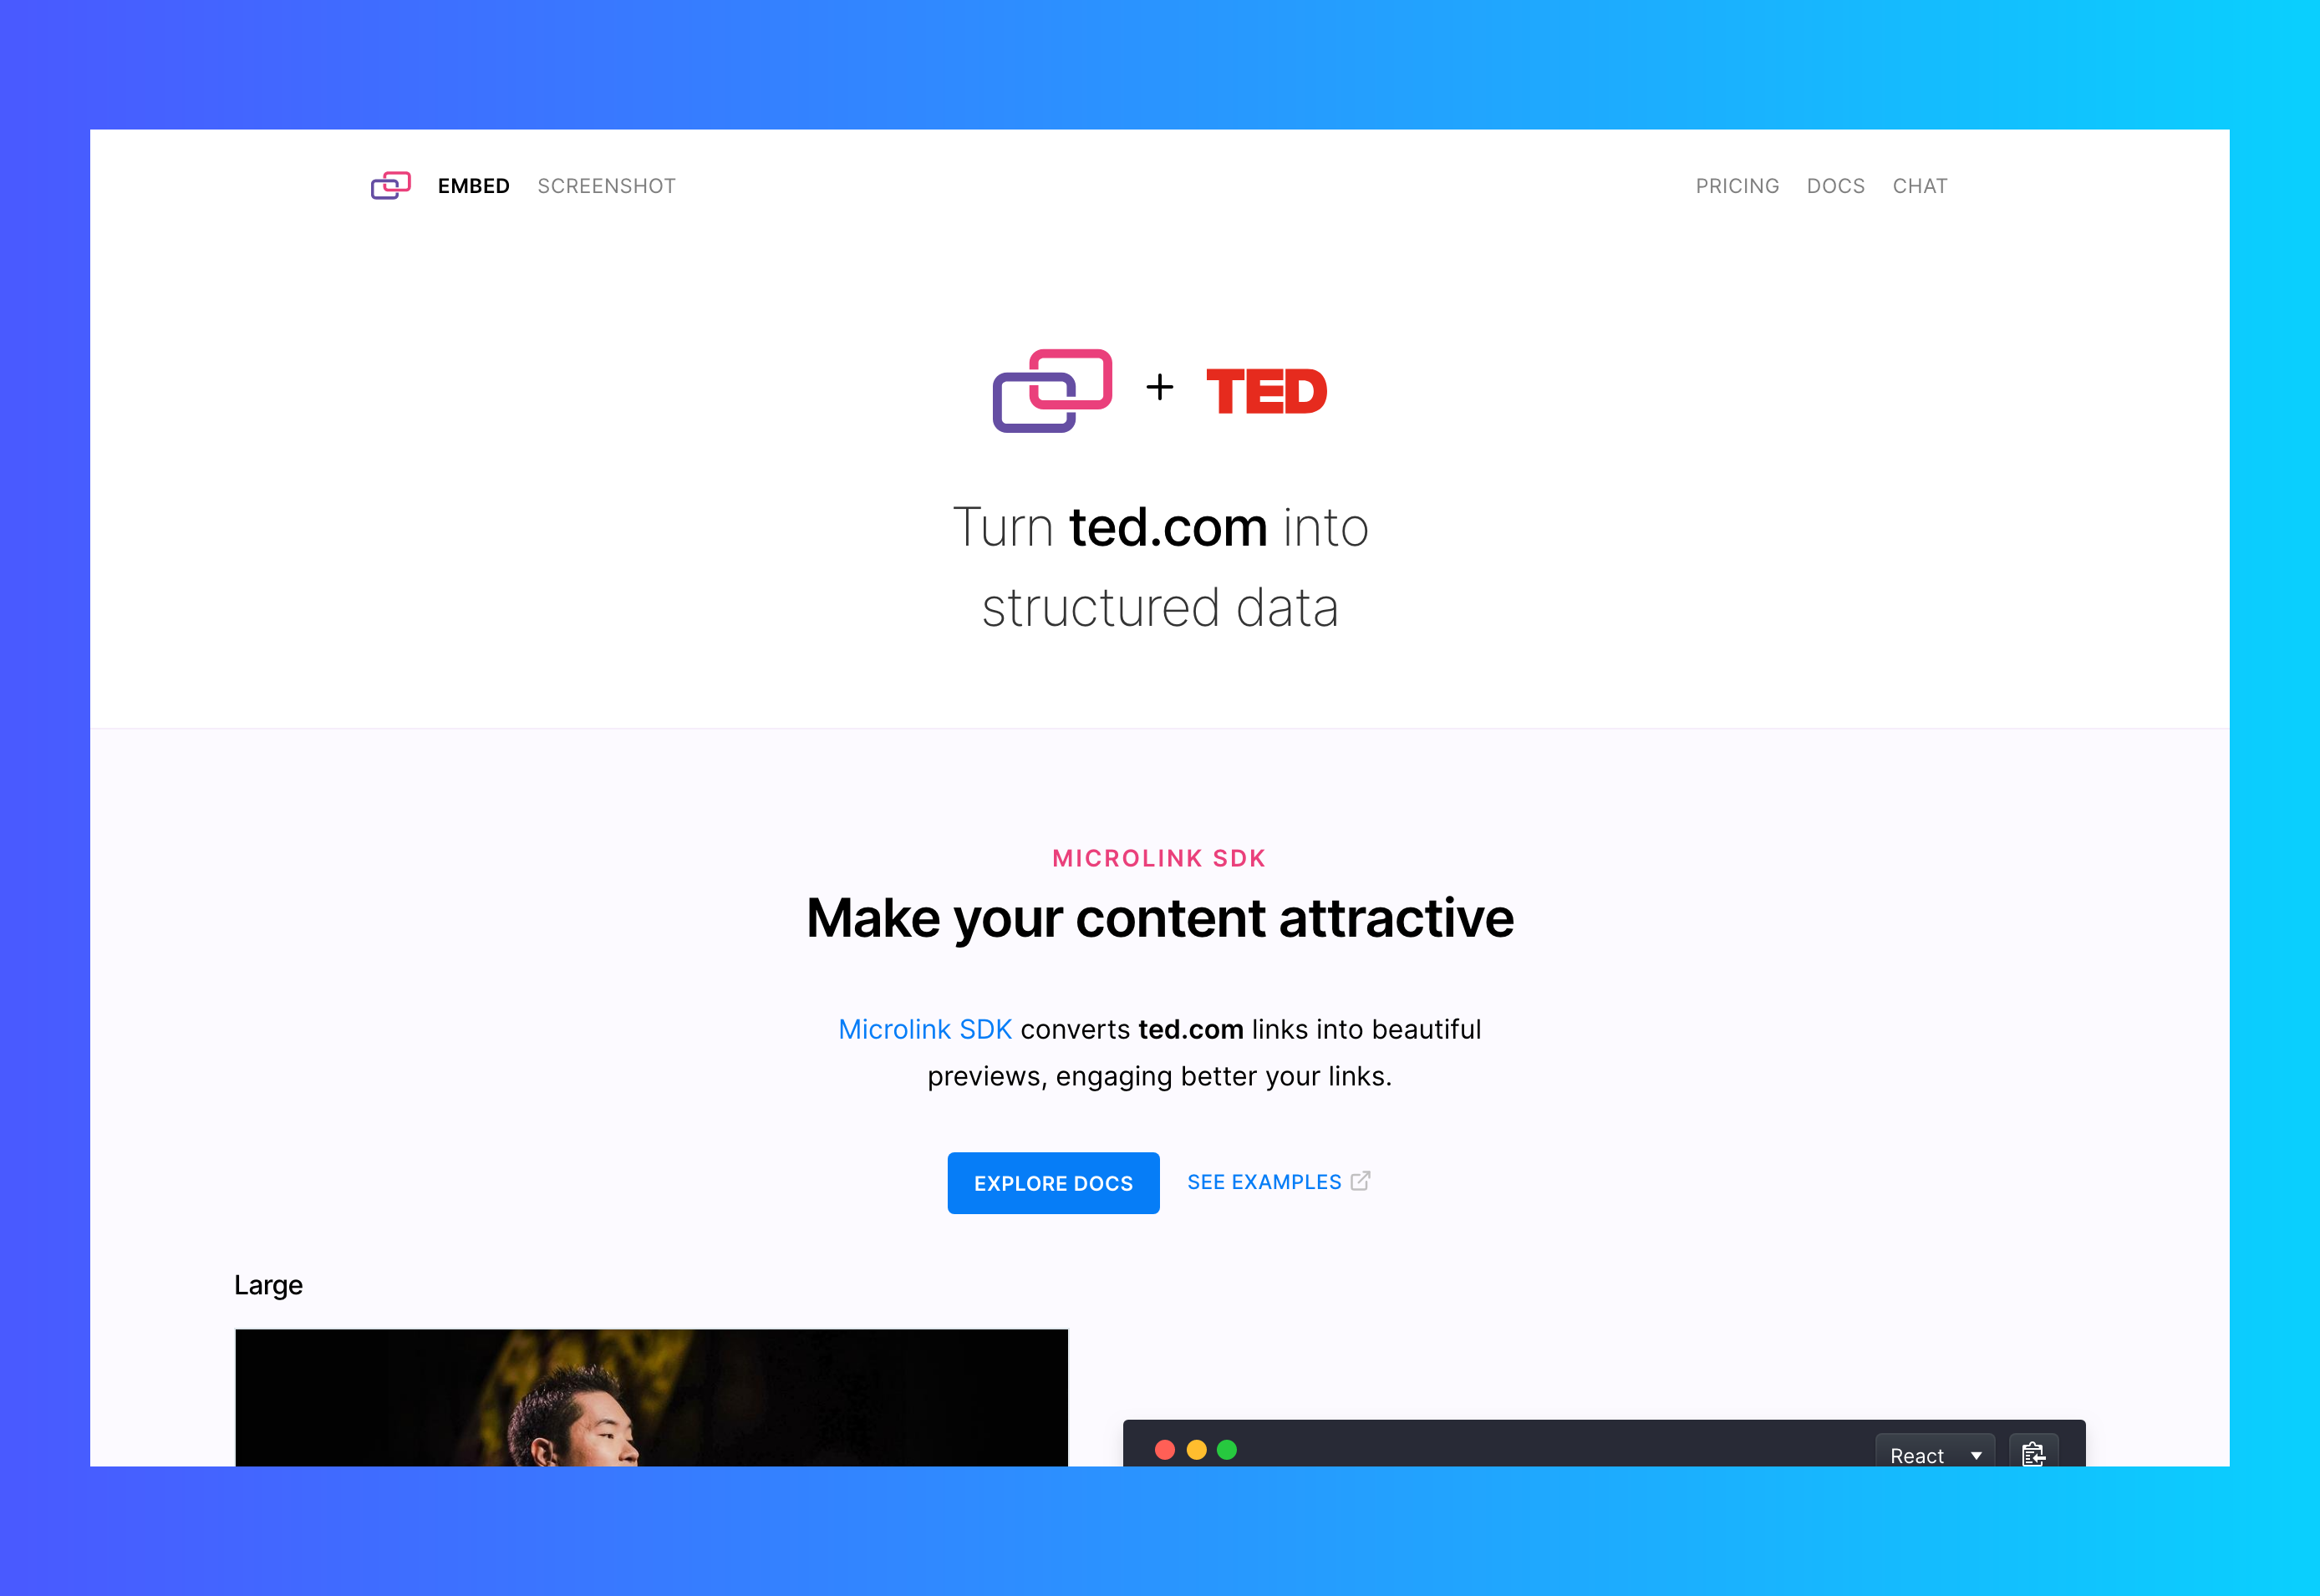 EMBED SCREENSHOT PRICING DOCS CHAT
+ TED
Turn ted.com into
structured data
MICROLINK SDK
Make your content attractive
Microlink SDK converts ted.com links into beautiful
previews, engaging better your links.
EXPLORE DOCS SEE EXAMPLES
Large
React